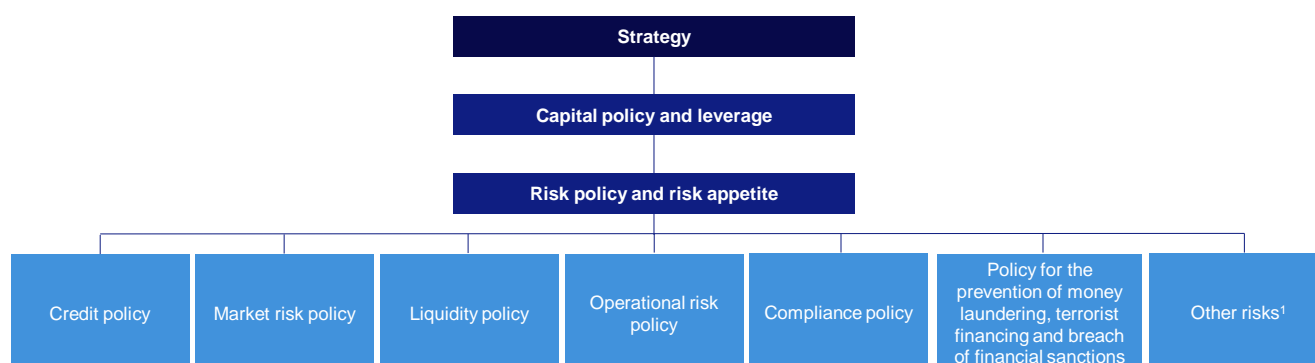 Strategy
Capital policy and leverage
Risk policy and risk appetite
Credit policy
Market risk policy
Liquidity policy
Operational risk
policy
Compliance policy
Policy for the
prevention of money
laundering, terrorist
financing and breach
of financial sanctions
Other risks¹